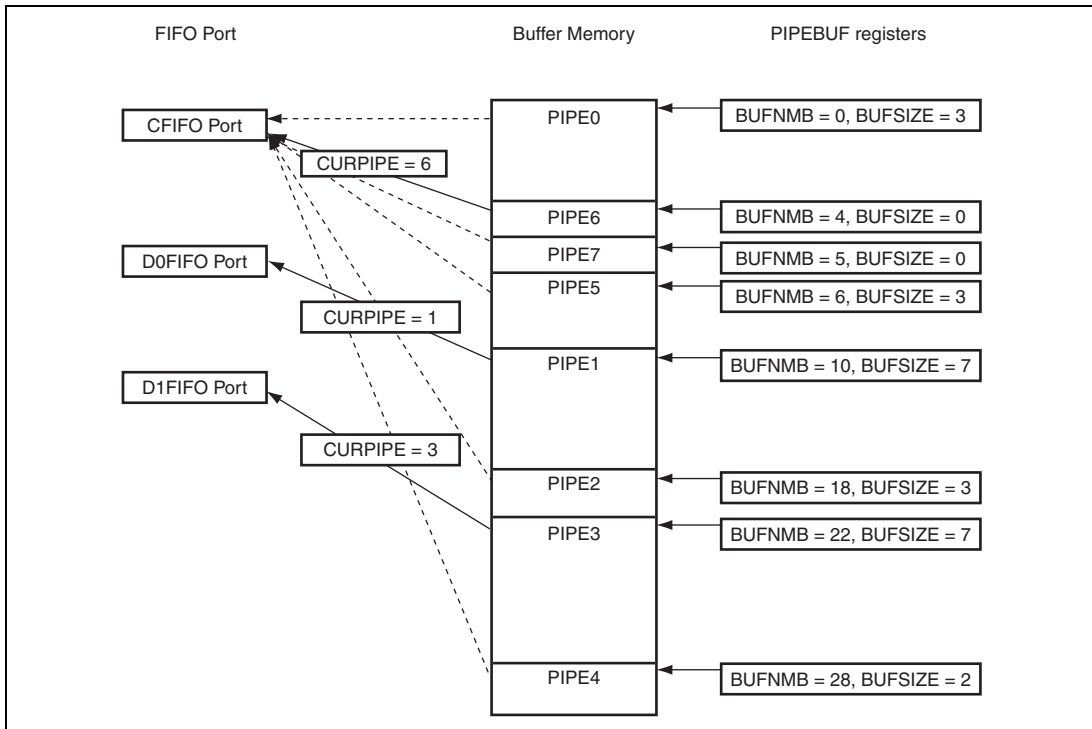 FIFO Port Buffer Memory PIPEBUF registers
CFIFO Port PIPE0 BUFNMB = 0, BUFSIZE = 3
CURPIPE = 6
PIPE6 BUFNMB = 4, BUFSIZE = 0
D0FIFO Port PIPE7 BUFNMB = 5, BUFSIZE = 0
PIPE5 BUFNMB = 6, BUFSIZE = 3
CURPIPE = 1
PIPE1 BUFNMB = 10, BUFSIZE = 7
D1FIFO Port
CURPIPE = 3
PIPE2 BUFNMB = 18, BUFSIZE = 3
PIPE3 BUFNMB = 22, BUFSIZE = 7
PIPE4 BUFNMB = 28, BUFSIZE = 2